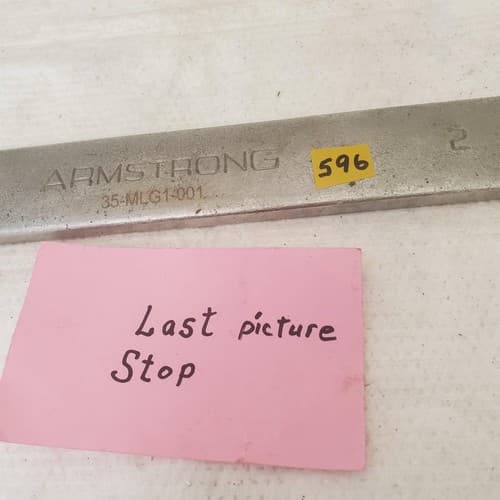 ARMSTRONG
35-MLG1-001
596
2
Last picture
Stop